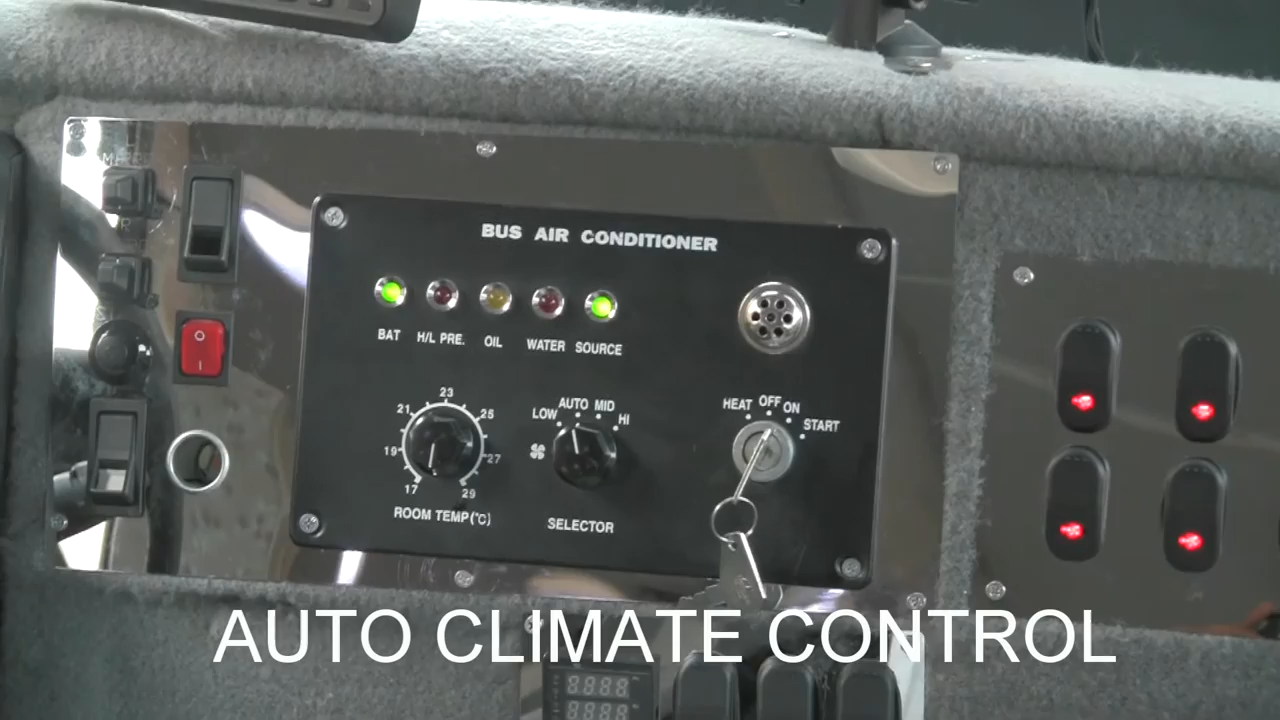 BUS AIR CONDITIONER
BAT H/L PRE. OIL WATER SOURCE
17 19 21 23 25 27 29
ROOM TEMP(°C)
LOW AUTO MID HI
SELECTOR
HEAT OFF ON START
AUTO CLIMATE CONTROL